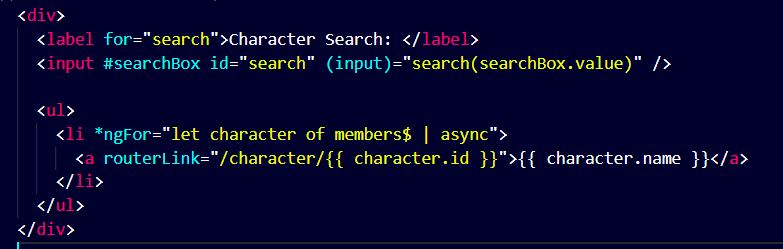 <div>
<label for="search">Character Search: </label>
<input #searchBox id="search" (input)="search(searchBox.value)" />
<ul>
<li *ngFor="let character of members$ | async">
<a routerLink="/character/{{ character.id }}">{{ character.name }}</a>
</li>
</ul>
</div>